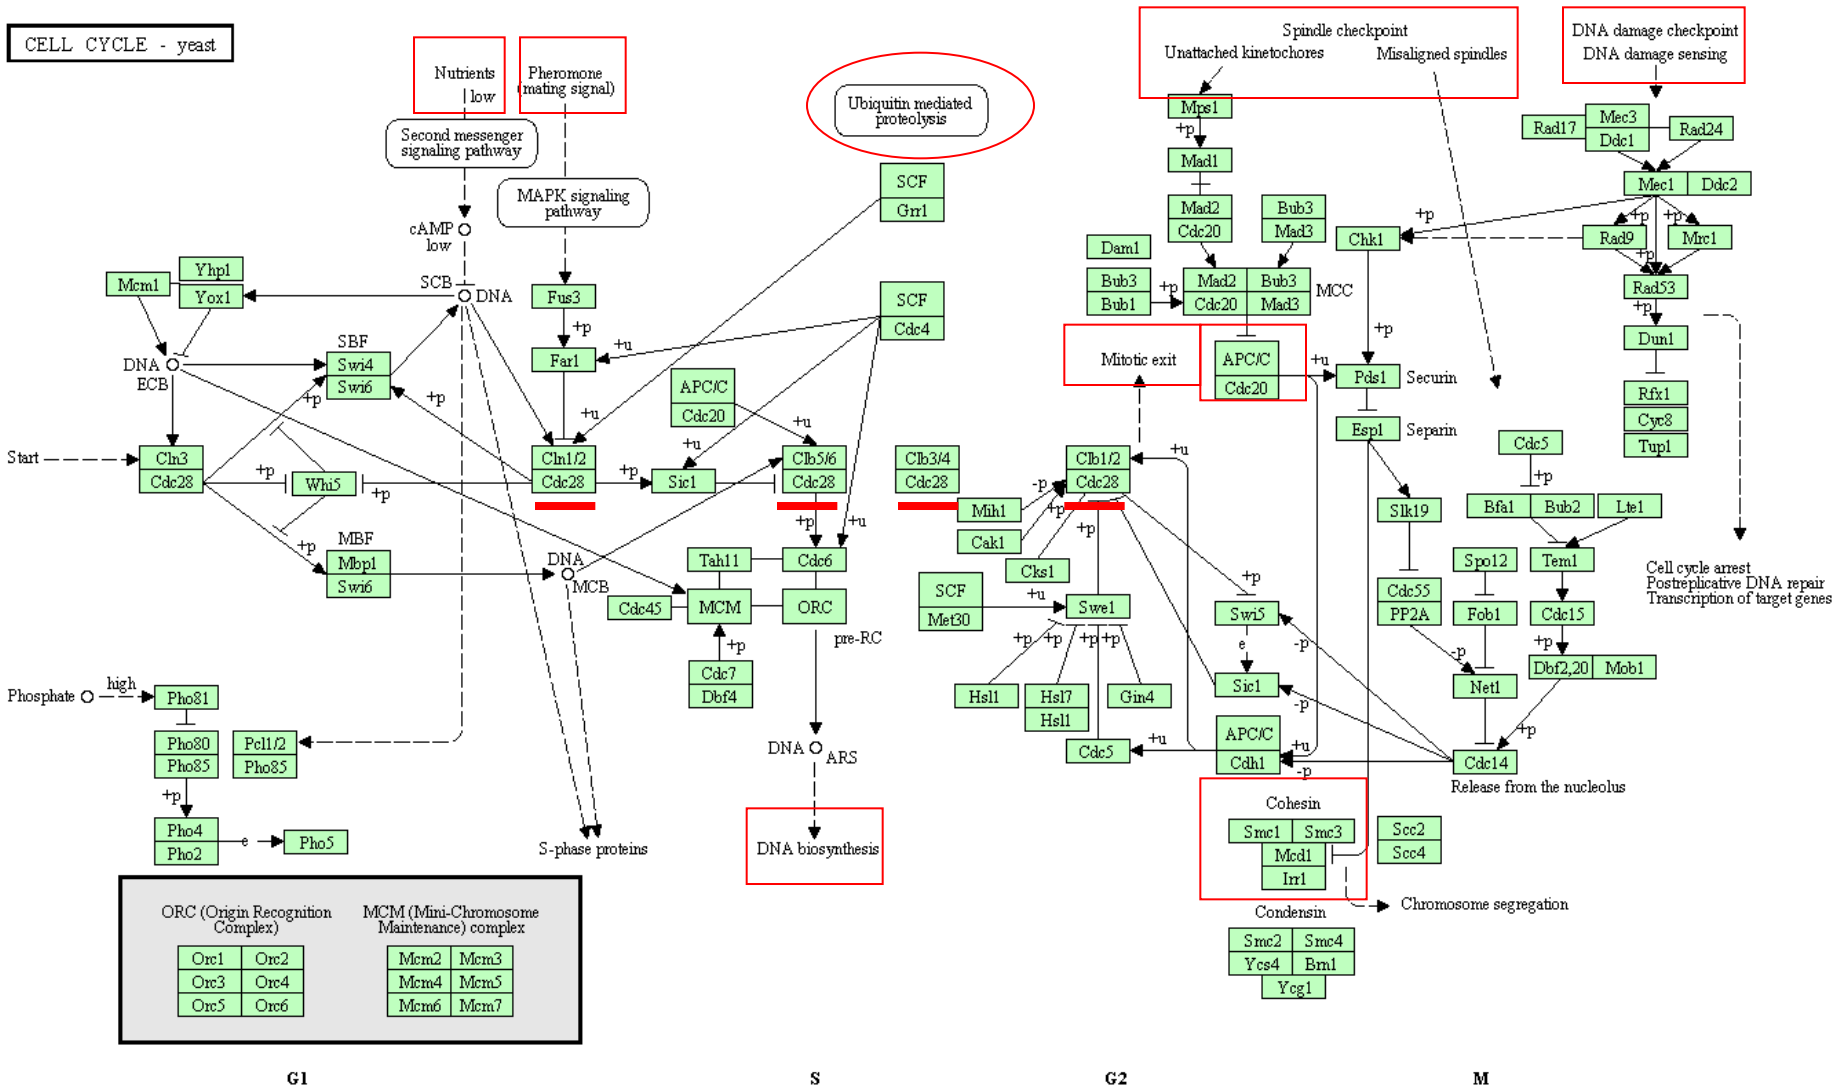 CELL CYCLE - yeast
Nutrients
low
Pheromone
(mating signal)
Second messenger
signaling pathway
MAPK signaling
pathway
cAMP
low
SCB
DNA
Ubiquitin mediated
proteolysis
SCF
Grr1
SCF
Cdc4
Spindle checkpoint
Unattached kinetochores
Misaligned spindles
DNA damage checkpoint
DNA damage sensing
Mps1
+p
Mad1
Mad2
Cdc20
Bub3
Mad3
Dam1
Bub3
Bub1
+p
Mad2
Bub3
Cdc20
Mad3
MCC
Rad17
Mec3
Ddc1
Rad24
Mec1
Ddc2
+p
+p
+p
+p
Chk1
Rad9
Mrc1
Rad53
+p
Dun1
Rfx1
Cyc8
Tup1
Mcm1
Yhp1
Yox1
Fus3
+p
Far1
DNA
ECB
SBF
Swi4
Swi6
+p
+p
+u
+u
+u
APC/C
Cdc20
+u
Mitotic exit
APC/C
Cdc20
+u
+p
Pds1
Securin
Esp1
Separin
Start
Cln3
Cdc28
+p
Whi5
+p
Cln1/2
Cdc28
+p
Sic1
Clb5/6
Cdc28
+p
+u
Clb3/4
Cdc28
Clb1/2
Cdc28
+u
-p
+p
+p
Mih1
Cak1
Cks1
Cdc5
+p
Bfa1
Bub2
Lte1
Slk19
Cdc55
PP2A
Spo12
Fob1
Tem1
Cdc15
+p
Dbf2,20
Mob1
-p
Net1
+p
Cdc14
Release from the nucleolus
Cell cycle arrest
Postreplicative DNA repair
Transcription of target genes
+p
MBF
Mbp1
Swi6
DNA
MCB
Tah11
Cdc6
Cdc45
MCM
ORC
pre-RC
+p
Cdc7
Dbf4
SCF
Met30
+u
Swe1
+p
+p
+p
+p
Hsl1
Hsl7
Hsl1
Gin4
+p
Swi5
e
Sic1
-p
-p
Cdc5
+u
APC/C
Cdh1
+u
-p
Phosphate
high
Pho81
Pho80
Pho85
+p
Pho4
Pho2
e
Pho5
Pcl1/2
Pho85
S-phase proteins
DNA
ARS
DNA biosynthesis
Cohesin
Smc1
Smc3
Mcd1
Irr1
Scc2
Scc4
Chromosome segregation
Condensin
Smc2
Smc4
Ycs4
Brn1
Ycg1
ORC (Origin Recognition
Complex)
Orc1
Orc2
Orc3
Orc4
Orc5
Orc6
MCM (Mini-Chromosome
Maintenance) complex
Mcm2
Mcm3
Mcm4
Mcm5
Mcm6
Mcm7
G1
S
G2
M